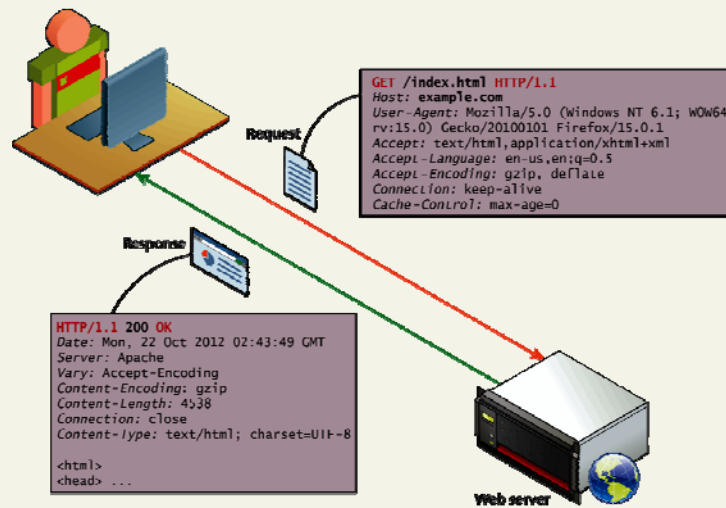 Request
GET /index.html HTTP/1.1
Host: example.com
User-Agent: Mozilla/5.0 (Windows NT 6.1; WOW64
rv:15.0) Gecko/20100101 Firefox/15.0.1
Accept: text/html,application/xhtml+xml
Accept-Language: en-us,en;q=0.5
Accept-Encoding: gzip, deflate
Connection: keep-alive
Cache-Control: max-age=0
Response
HTTP/1.1 200 OK
Date: Mon, 22 Oct 2012 02:43:49 GMT
Server: Apache
Vary: Accept-Encoding
Content-Encoding: gzip
Content-Length: 4538
Connection: close
Content-Type: text/html; charset=UTF-8
<html>
<head> ...
Web server